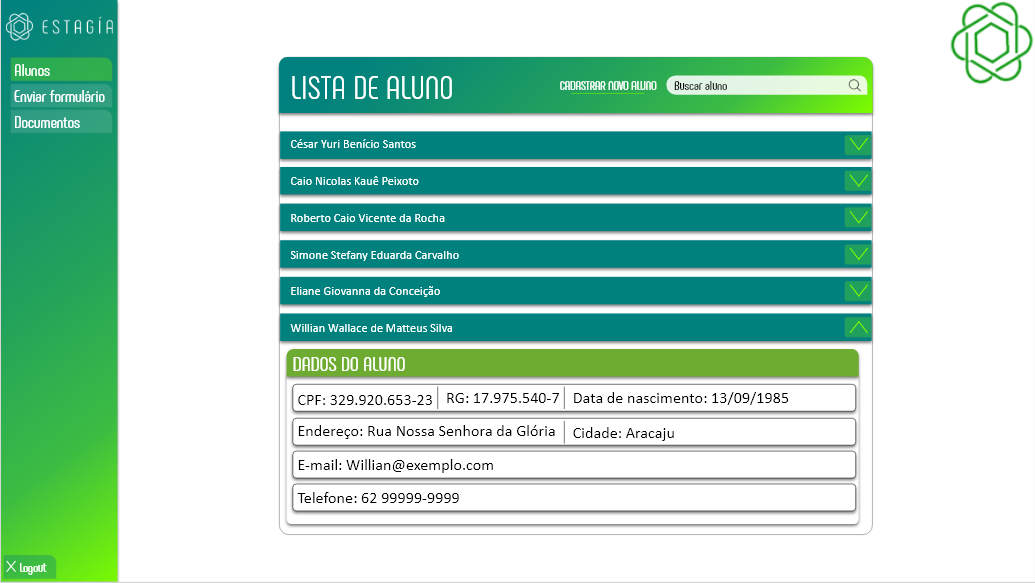 ESTAGÍA
Alunos
Enviar formulário
Documentos
LISTA DE ALUNO
CADASTRAR NOVO ALUNO
Buscar aluno
César Yuri Benício Santos
Caio Nicolas Kauê Peixoto
Roberto Caio Vicente da Rocha
Simone Stefany Eduarda Carvalho
Eliane Giovanna da Conceição
Willian Wallace de Matteus Silva
DADOS DO ALUNO
CPF: 329.920.653-23 RG: 17.975.540-7 Data de nascimento: 13/09/1985
Endereço: Rua Nossa Senhora da Glória Cidade: Aracaju
E-mail: Willian@exemplo.com
Telefone: 62 99999-9999
Logout